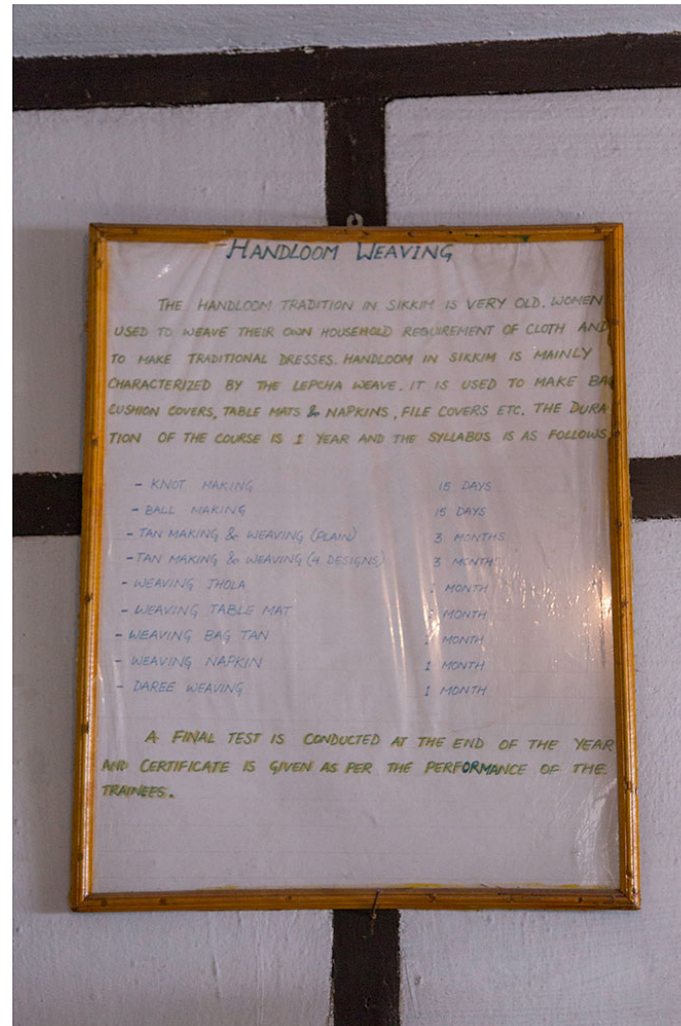 HANDLOOM WEAVING
THE HANDLOOM TRADITION IN SIKKIM IS VERY OLD. WOMEN
USED TO WEAVE THEIR OWN HOUSEHOLD REQUIREMENT OF CLOTH AND
TO MAKE TRADITIONAL DRESSES. HANDLOOM IN SIKKIM IS MAINLY
CHARACTERIZED BY THE LEPCHA WEAVE. IT IS USED TO MAKE
CUSHION COVERS, TABLE MATS & NAPKINS, FILE COVERS ETC. THE DURA
TION OF THE COURSE IS 1 YEAR AND THE SYLLABUS IS AS FOLLOWS
- KNOT MAKING 15 DAYS
- BALL MAKING 15 DAYS
- TAN MAKING & WEAVING (PLAIN) 3 MONTHS
- TAN MAKING & WEAVING (4 DESIGNS) 3 MONTHS
- WEAVING JHOLA MONTH
- WEAVING TABLE MAT MONTH
- WEAVING BAG TAN 1 MONTH
- WEAVING NAPKIN 1 MONTH
- DAREE WEAVING 1 MONTH
A FINAL TEST IS CONDUCTED AT THE END OF THE YEAR
AND CERTIFICATE IS GIVEN AS PER THE PERFORMANCE OF THE
TRAINEES.